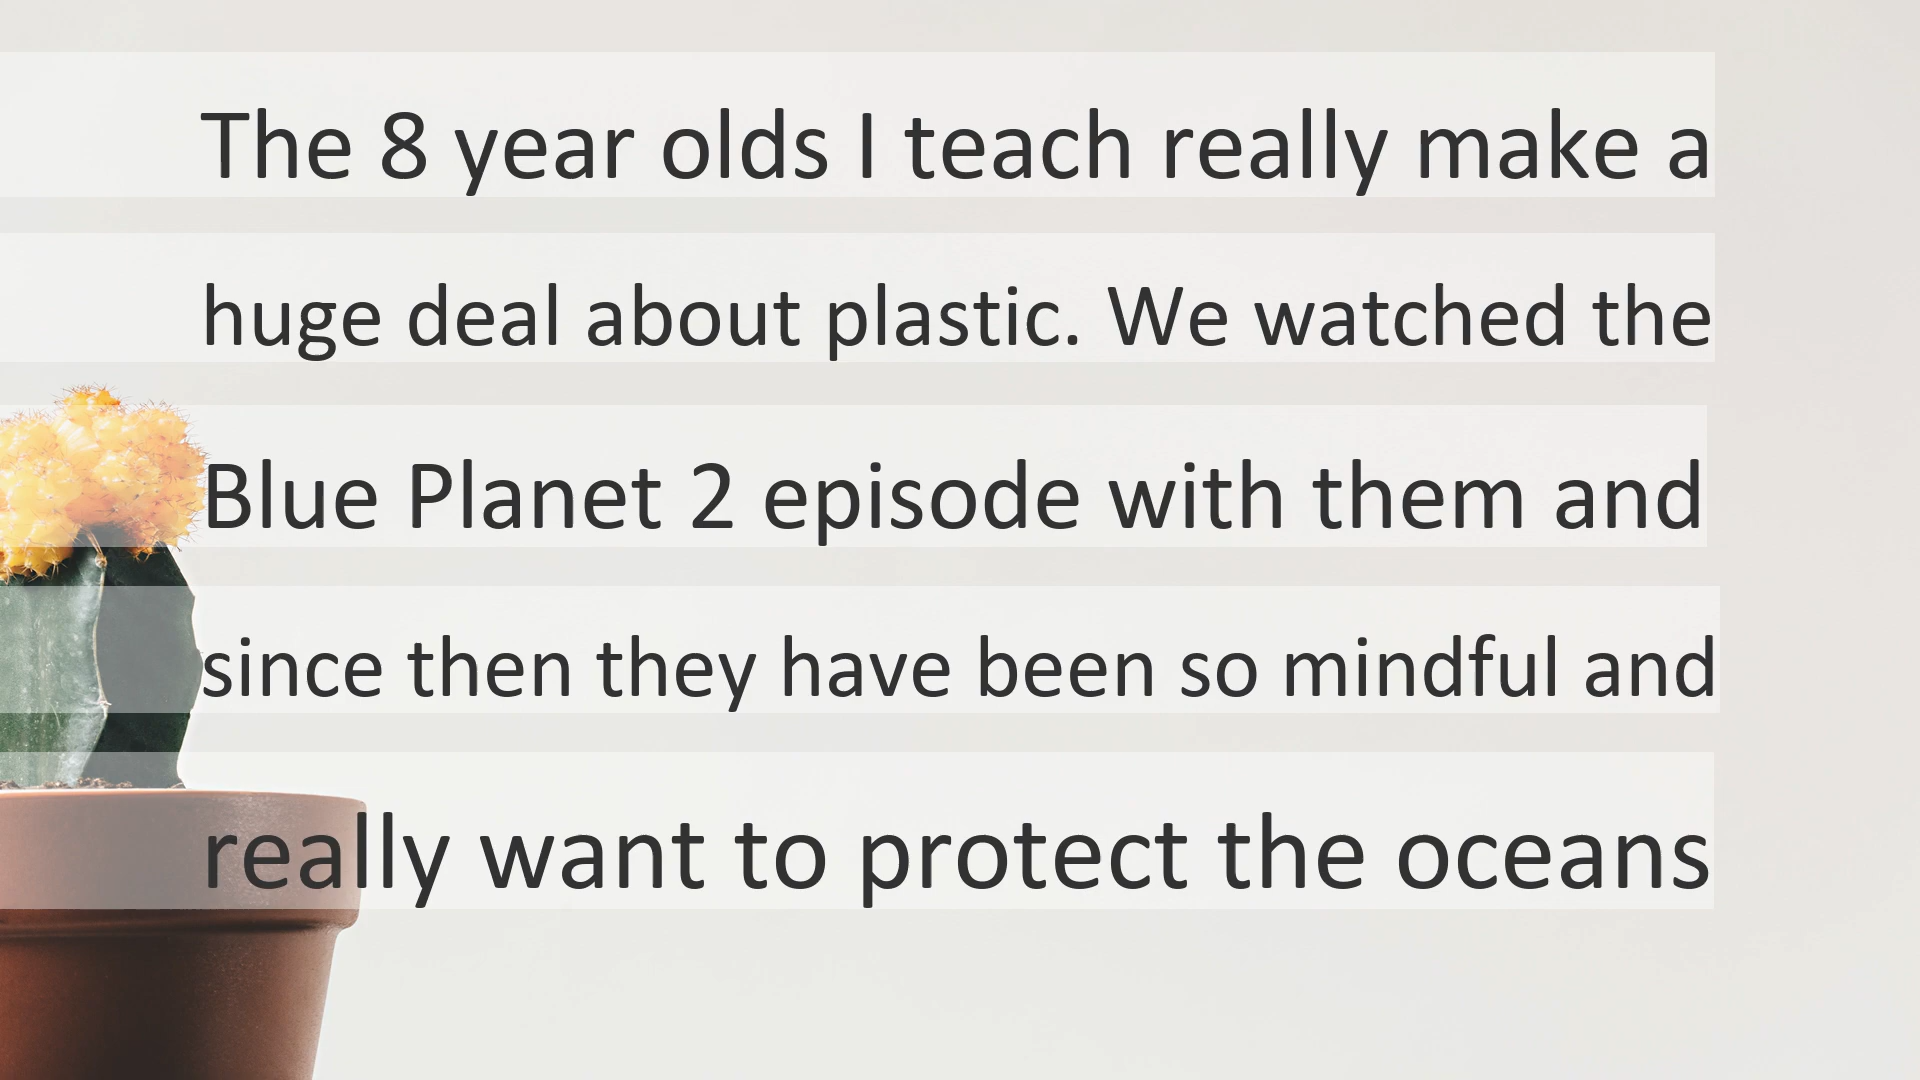 The 8 year olds I teach really make a
huge deal about plastic. We watched the
Blue Planet 2 episode with them and
since then they have been so mindful and
really want to protect the oceans